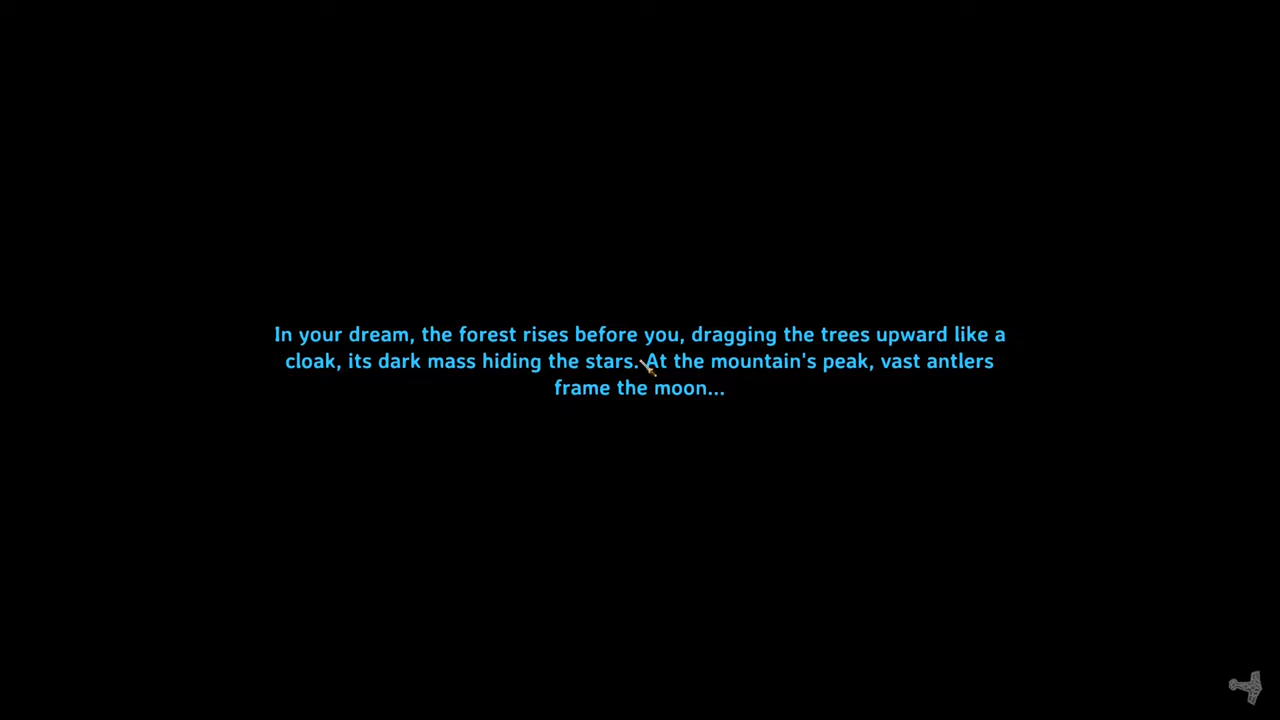 In your dream, the forest rises before you, dragging the trees upward like a
cloak, its dark mass hiding the stars. At the mountain's peak, vast antlers
frame the moon...